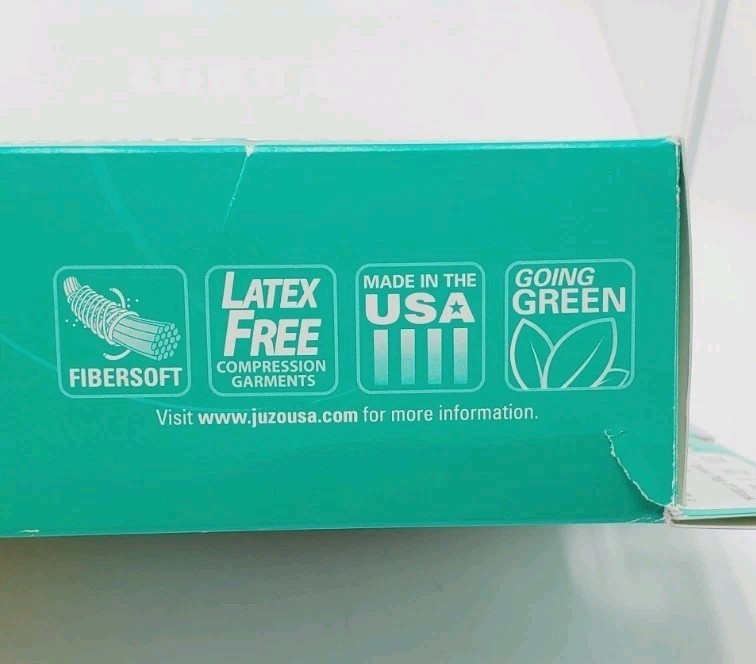 FIBERSOFT
LATEX
FREE
COMPRESSION
GARMENTS
MADE IN THE
USA
GOING
GREEN
Visit www.juzousa.com for more information.